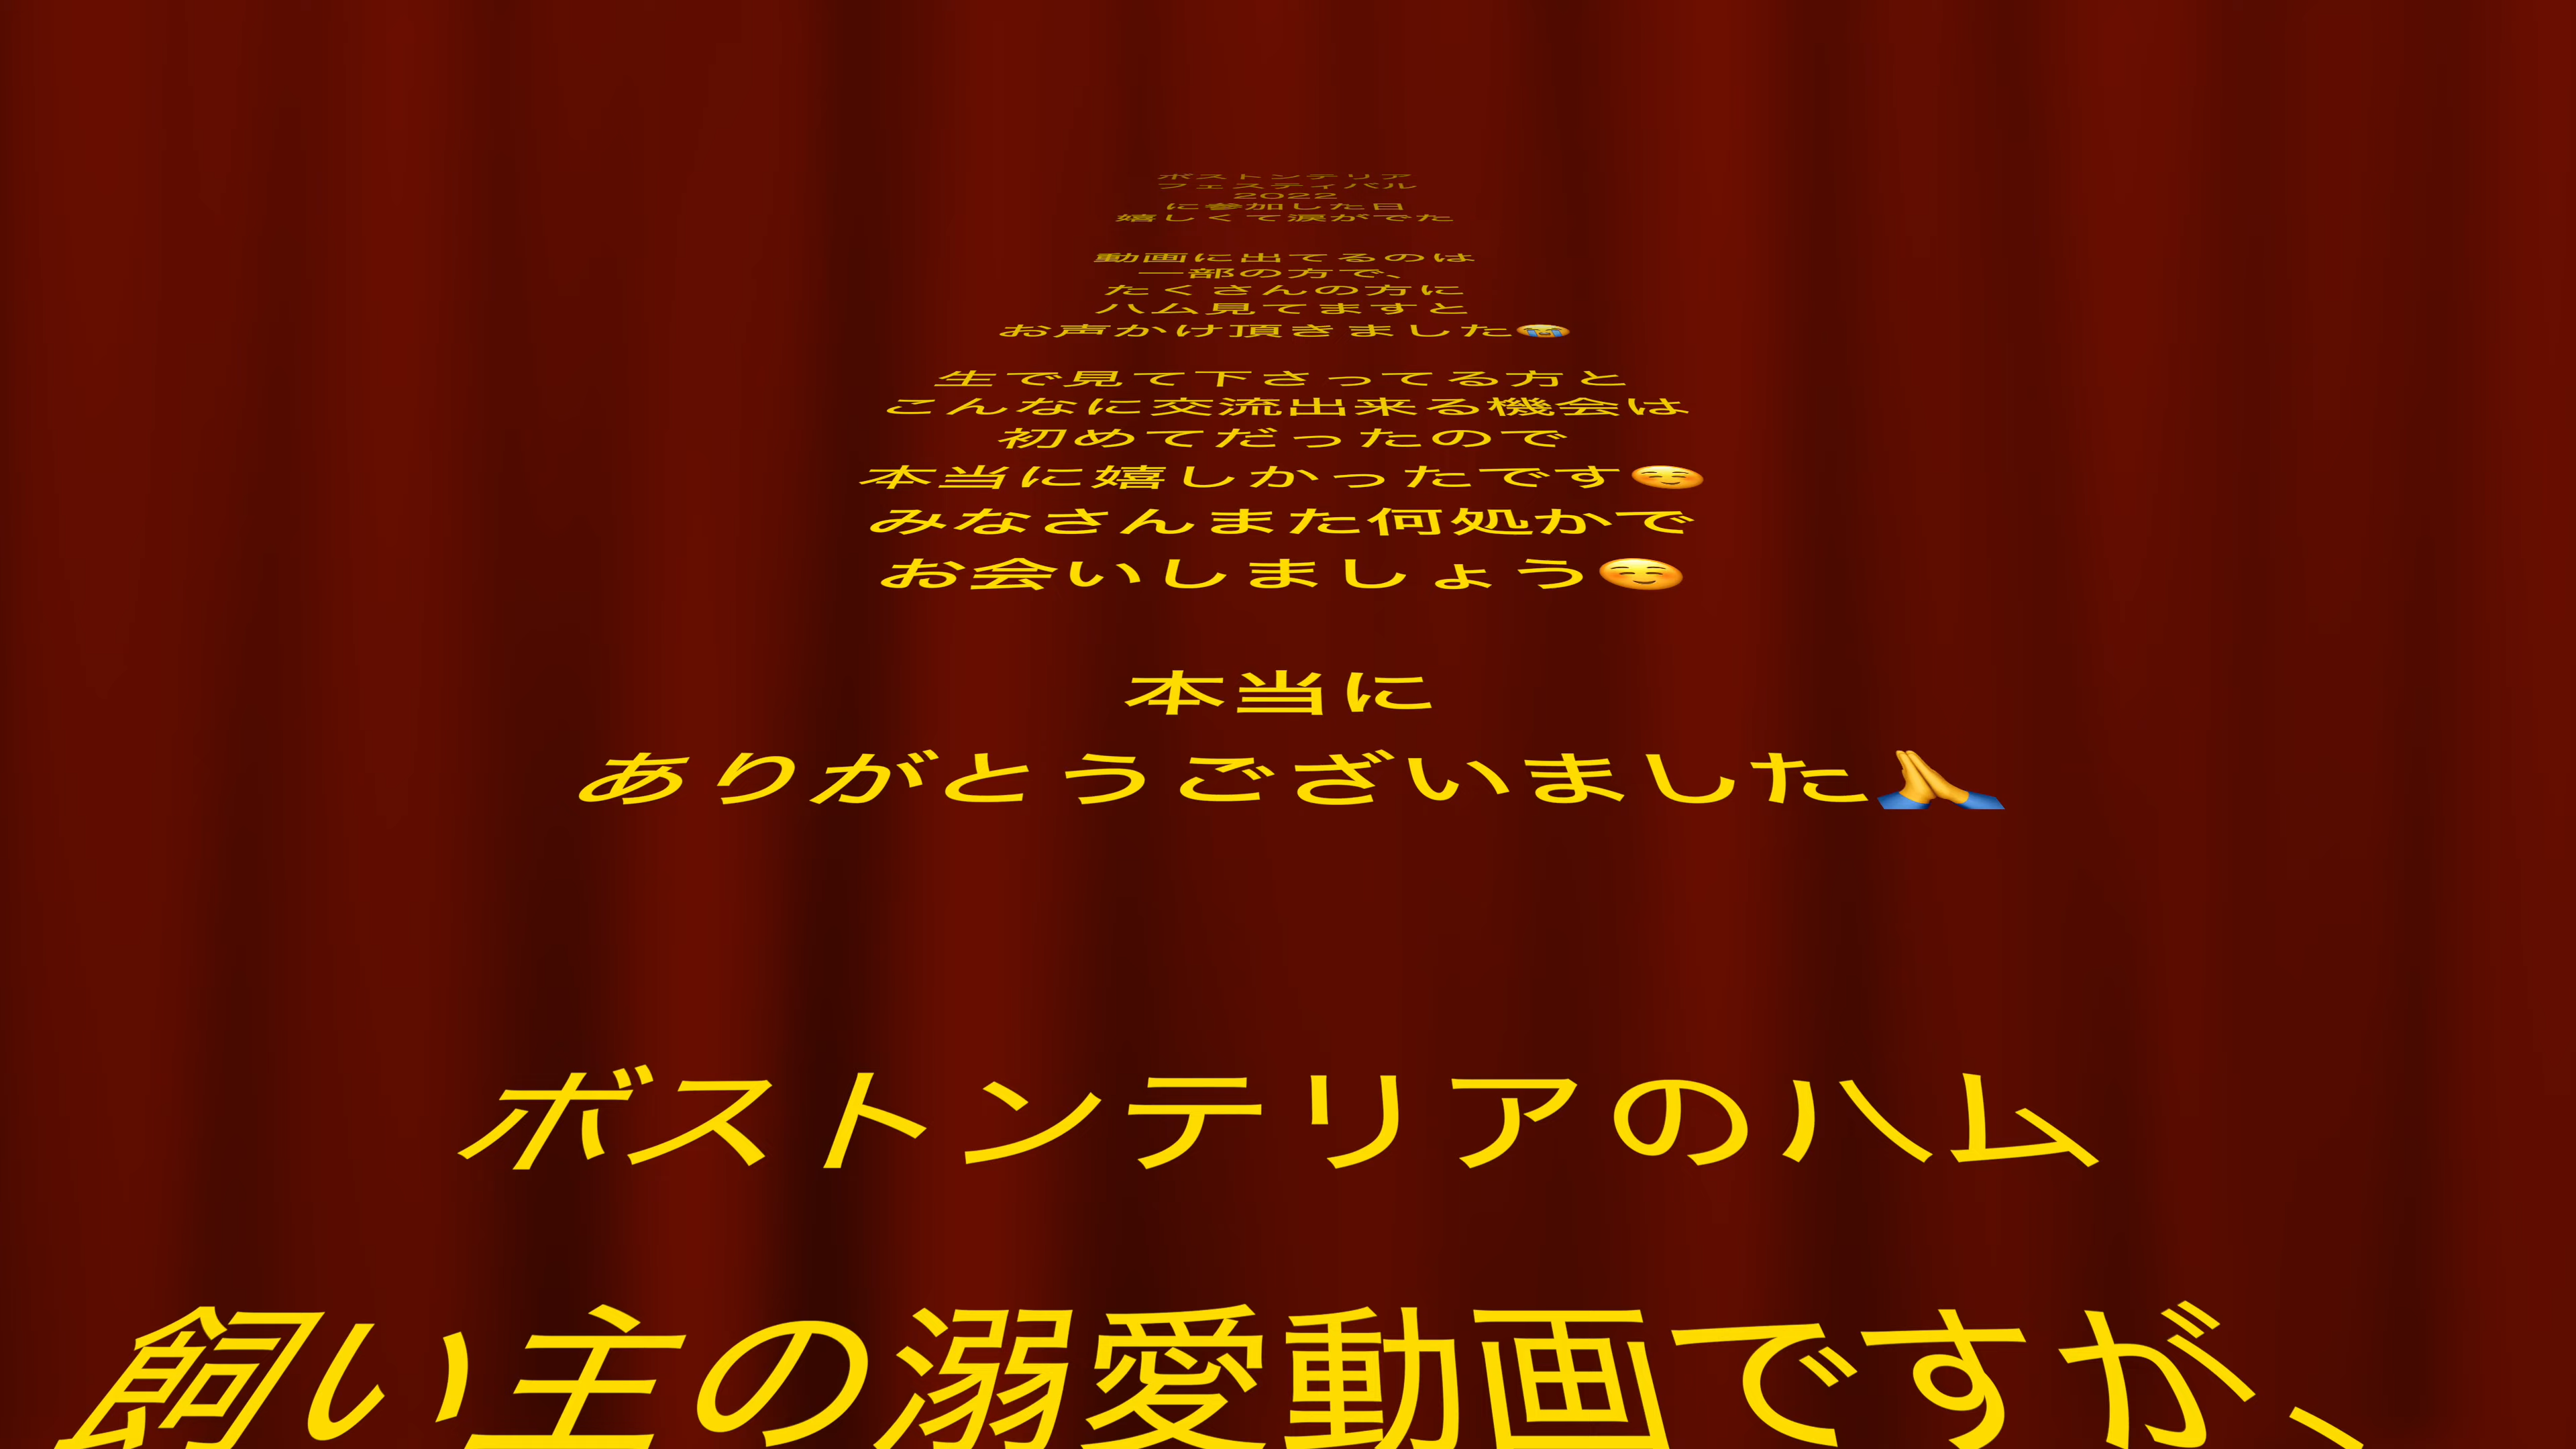 ボストンテリア
フェスティバル
2022
に参加した日
嬉しくて涙がでた
動画に出てるのは
一部の方で、
たくさんの方に
ハム見てますと
お声かけ頂きました😭
生で見て下さってる方と
こんなに交流出来る機会は
初めてだったので
本当に嬉しかったです☺️
みなさんまた何処かで
お会いしましょう☺️
本当に
ありがとうございました🙏
ボストンテリアのハム
飼い主の溺愛動画ですが、